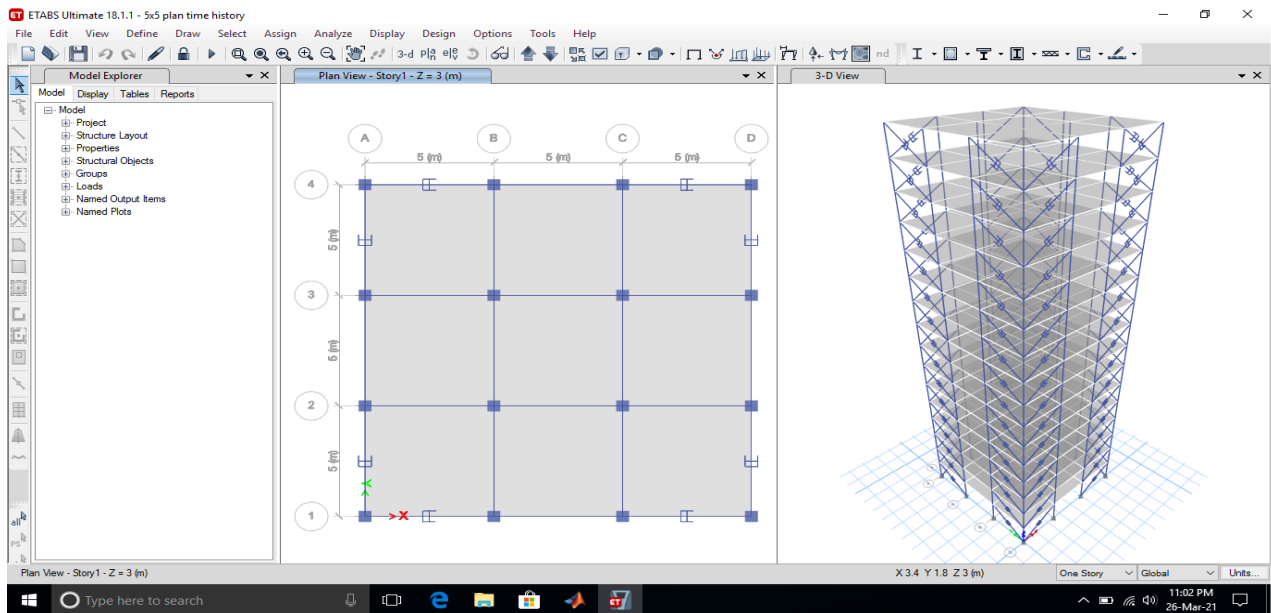 ETABS Ultimate 18.1.1 - 5x5 plan time history
File Edit View Define Draw Select Assign Analyze Display Design Options Tools Help
3-d plạ elẹ nd
Model Explorer
Model Display Tables Reports
Model
Project
Structure Layout
Properties
Structural Objects
Groups
Loads
Named Output Items
Named Plots
all
Plan View - Story1 - Z = 3 (m)
A B C D
5 (m) 5 (m) 5 (m)
4
5 (m)
3
5 (m)
2
5 (m)
1
X
3-D View
Plan View - Story1 - Z = 3 (m)
X 3.4 Y 1.8 Z 3 (m)
One Story Global Units...
Type here to search
11:02 PM
26-Mar-21